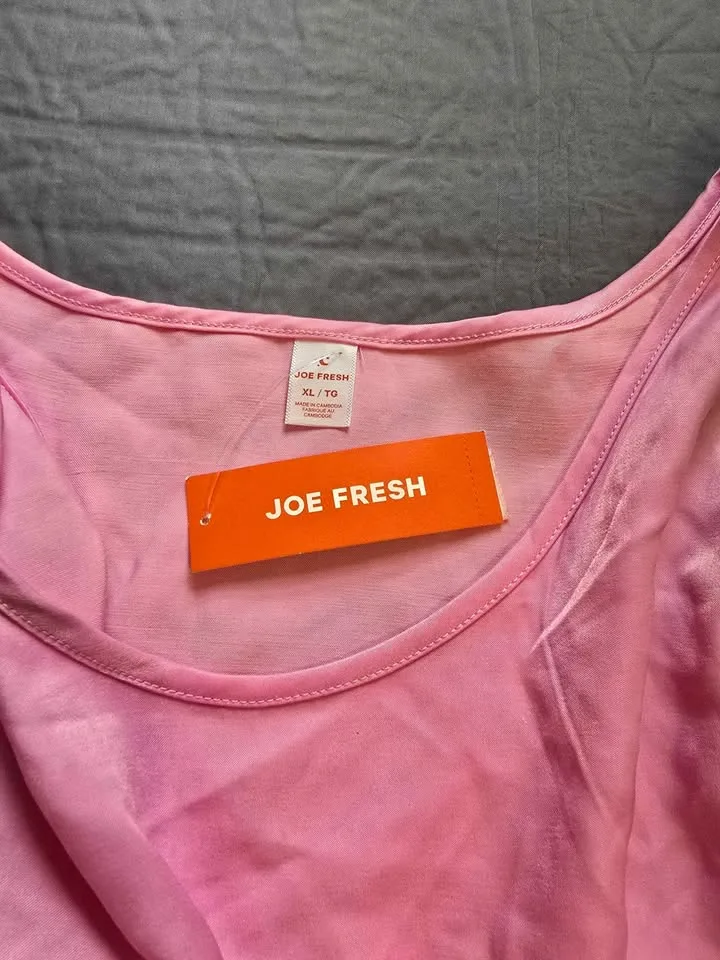 JOE FRESH
XL / TG
MADE IN CAMBODIA
FABRIQUÉ AU
CAMBODGE
JOE FRESH